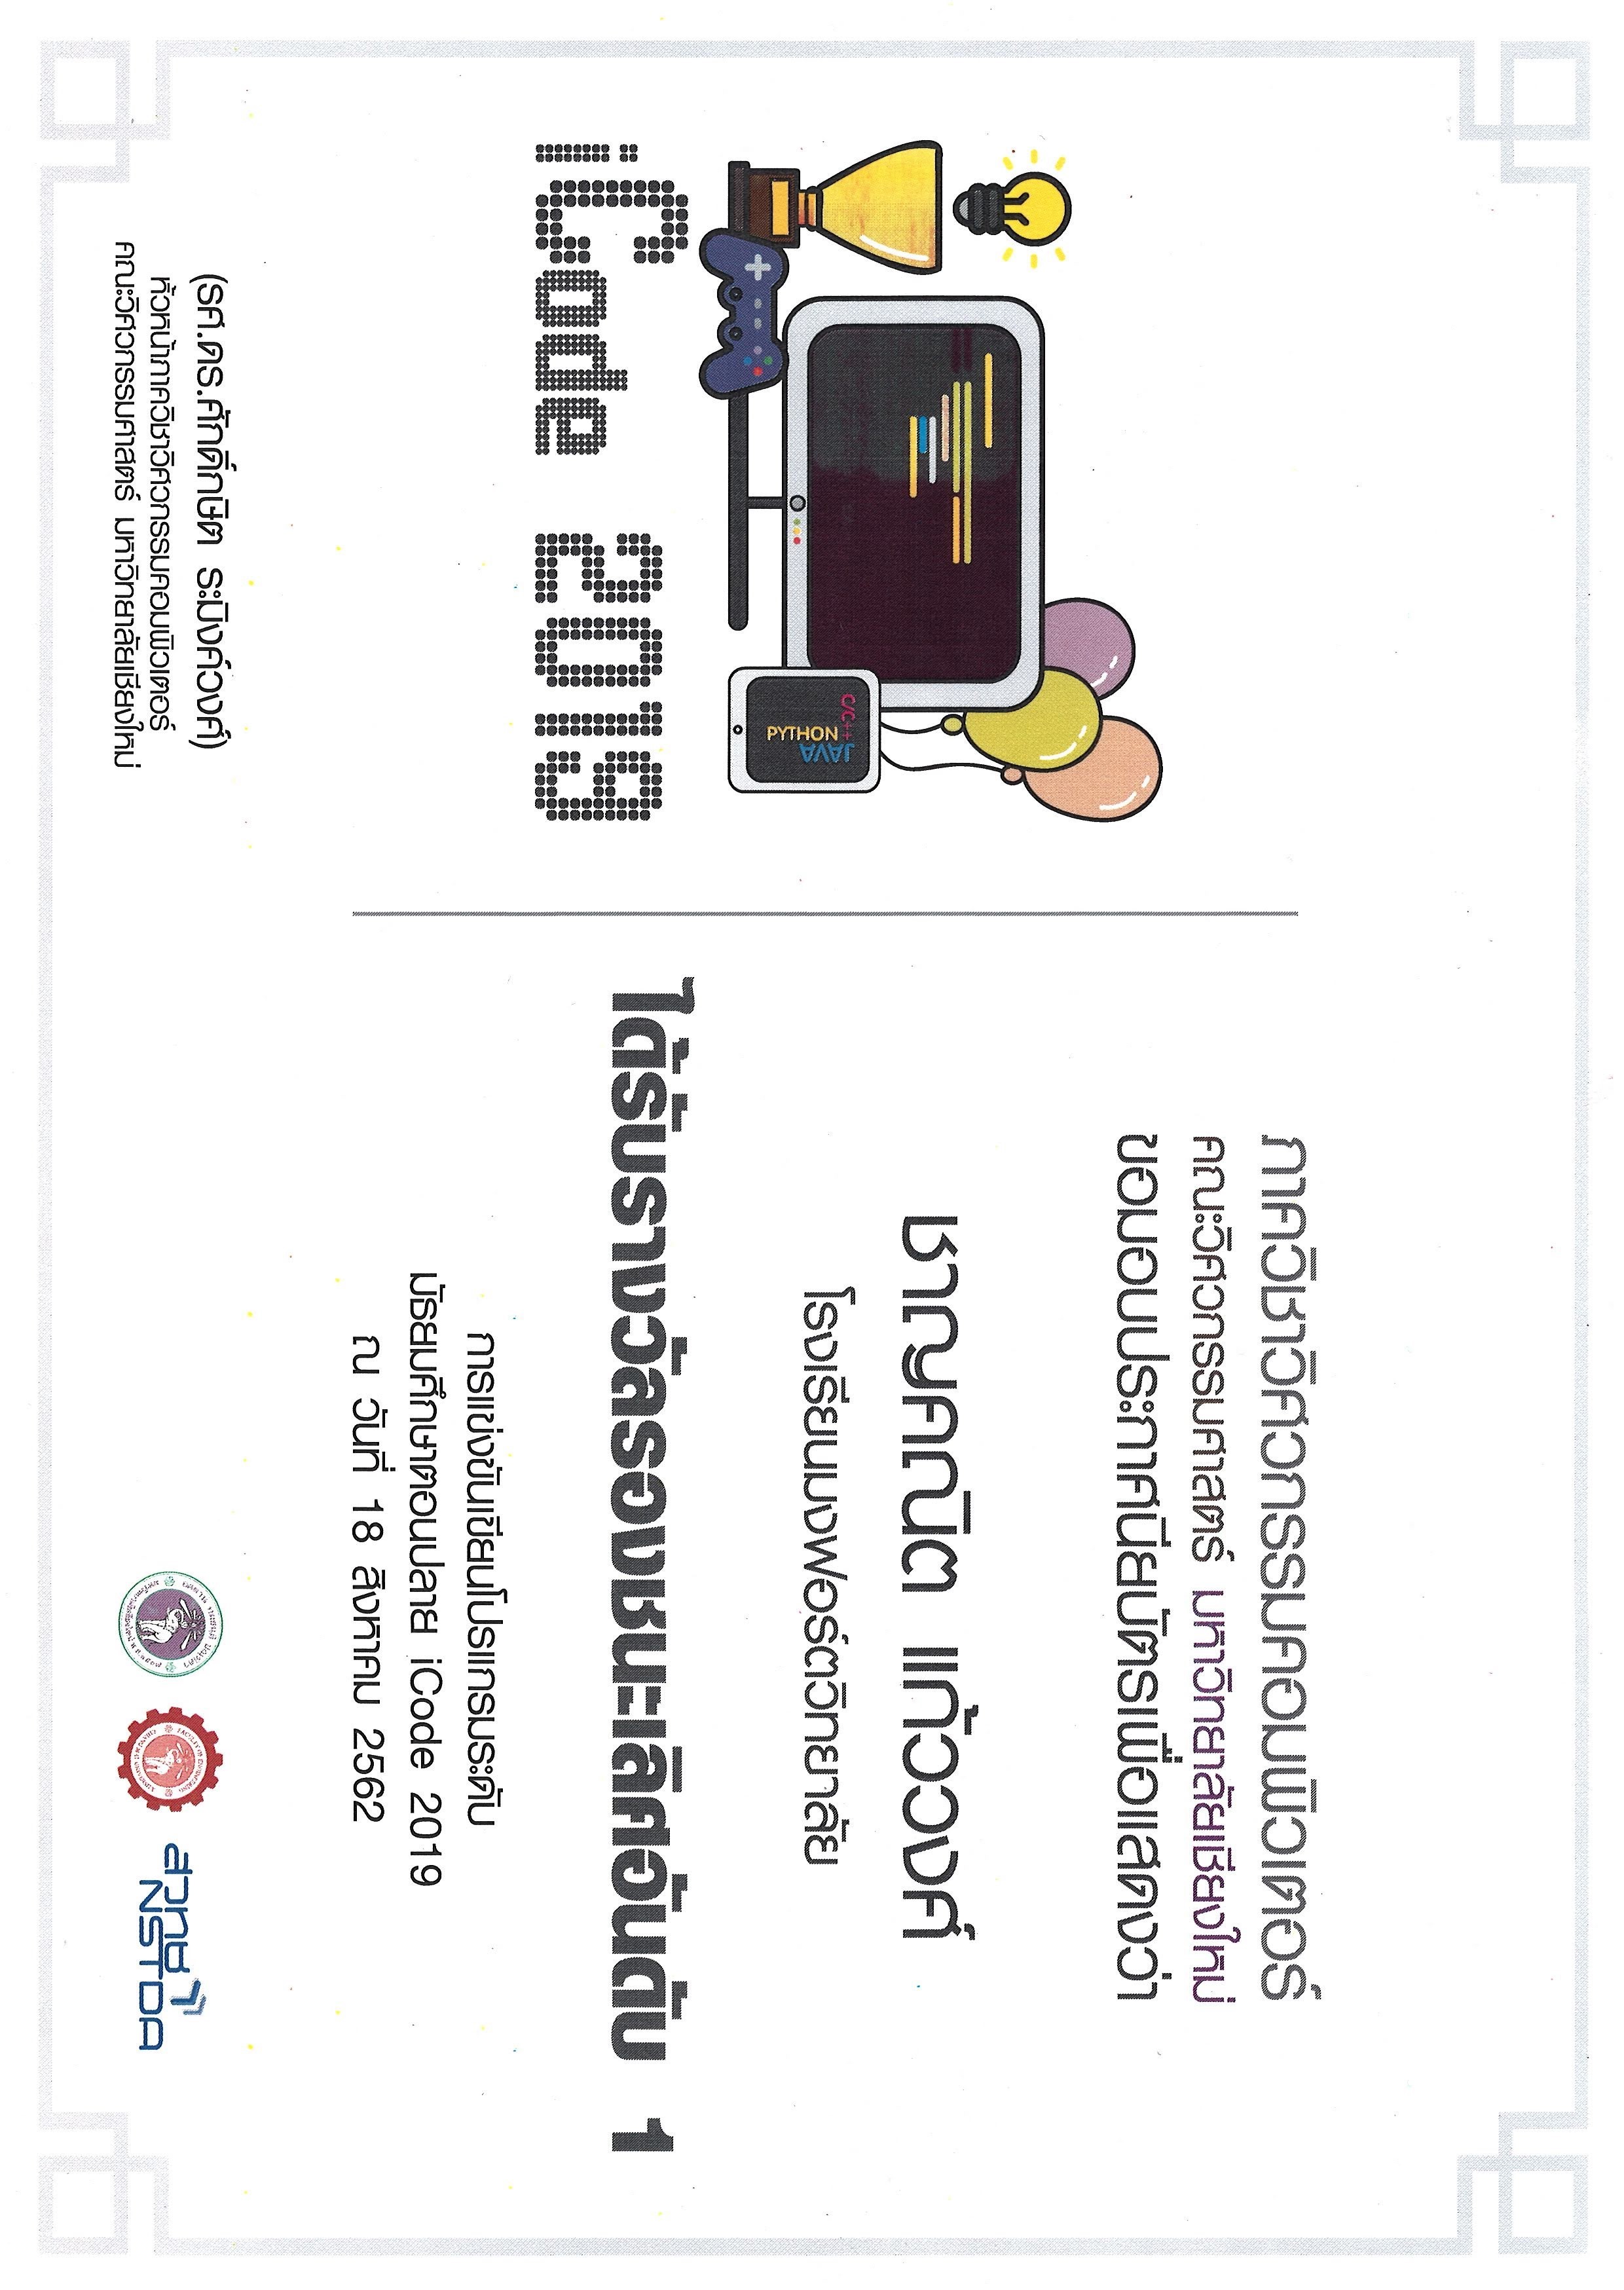 ภาควิชาวิศวกรรมคอมพิวเตอร์
คณะวิศวกรรมศาสตร์ มหาวิทยาลัยเชียงใหม่
ขอมอบประกาศนียบัตรเพื่อแสดงว่า
ชาญคณิต แก้ววงค์
โรงเรียนมงฟอร์ตวิทยาลัย
ได้รับรางวัลรองชนะเลิศอันดับ 1
การแข่งขันเขียนโปรแกรมระดับ
มัธยมศึกษาตอนปลาย iCode 2019
ณ วันที่ 18 สิงหาคม 2562
C/C++
JAVA
PYTHON
iCode 2019
(รศ.ดร.ศักดิ์กษิต ระมิงค์วงศ์)
หัวหน้าภาควิชาวิศวกรรมคอมพิวเตอร์
คณะวิศวกรรมศาสตร์ มหาวิทยาลัยเชียงใหม่
สวทช
NSTDA